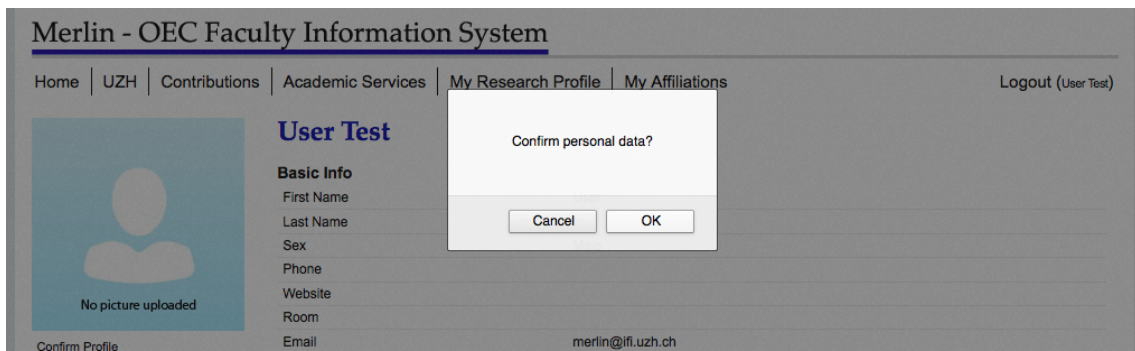 Merlin - OEC Faculty Information System
Home UZH Contributions Academic Services My Research Profile My Affiliations Logout (User Test)
User Test
Confirm personal data?
Basic Info
First Name
Last Name
Cancel OK
Sex
Phone
Website
Room
Email merlin@ifi.uzh.ch
No picture uploaded
Confirm Profile